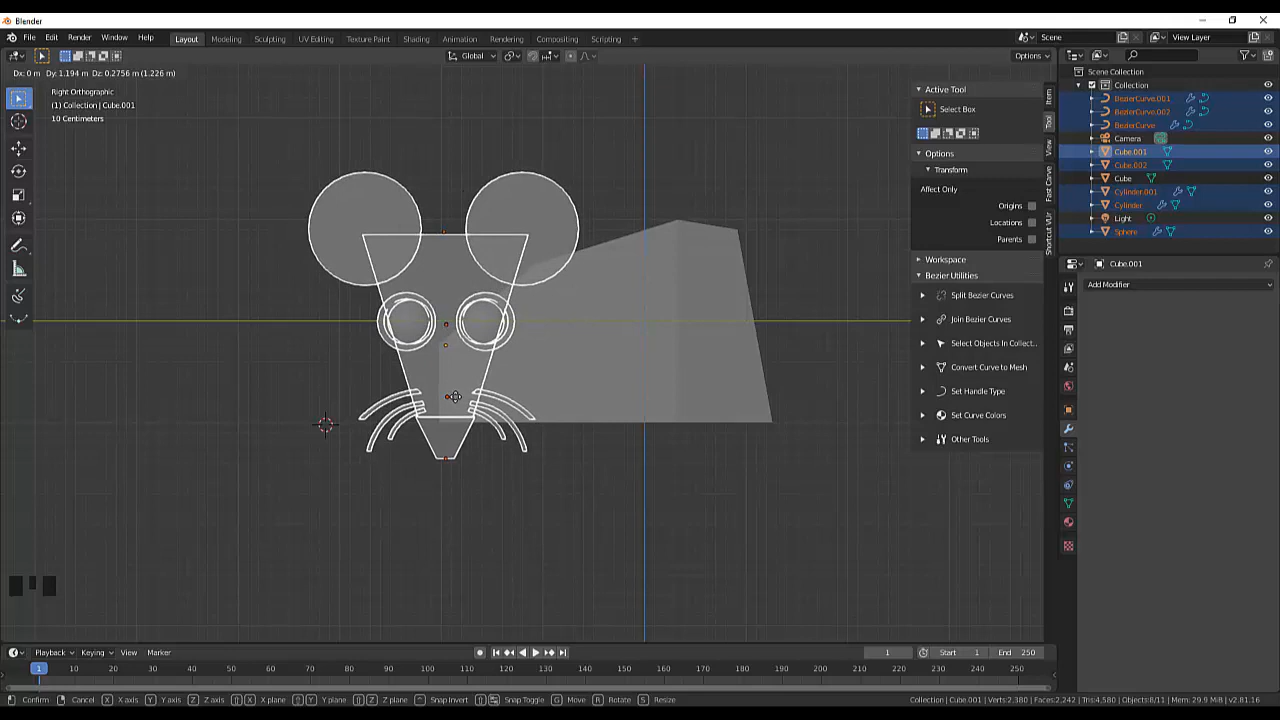 Blender
File Edit Render Window Help Layout Modeling Sculpting UV Editing Texture Paint Shading Animation Rendering Compositing Scripting + Scene View Layer
Global Options
Dx: 0 m Dy: 1.194 m Dz: 0.2756 m (1.226 m)
Right Orthographic
(1) Collection | Cube.001
10 Centimeters
Active Tool
Select Box
Options
Transform
Affect Only
Origins
Locations
Parents
Workspace
Bezier Utilities
Split Bezier Curves
Join Bezier Curves
Select Objects In Collect..
Convert Curve to Mesh
Set Handle Type
Set Curve Colors
Other Tools
Item
Tool
View
Fast Carve
Shortcut VUr
Scene Collection
Collection
BezierCurve.001
BezierCurve.002
BezierCurve
Camera
Cube.001
Cube.002
Cube
Cylinder.001
Cylinder
Light
Sphere
Cube.001
Add Modifier
Playback Keying View Marker 1 Start 1 End 250
1 10 20 30 40 50 60 70 80 90 100 110 120 130 140 150 160 170 180 190 200 210 220 230 240 250
Confirm Cancel X X axis Y Y axis Z Z axis X X plane Y Y plane Z Z plane Snap Invert Snap Toggle G Move R Rotate S Resize Collection | Cube.001 | Verts:2,380 | Faces:2,242 | Tris:4,580 | Objects:8/11 | Mem: 29.9 MiB | v2.81.16